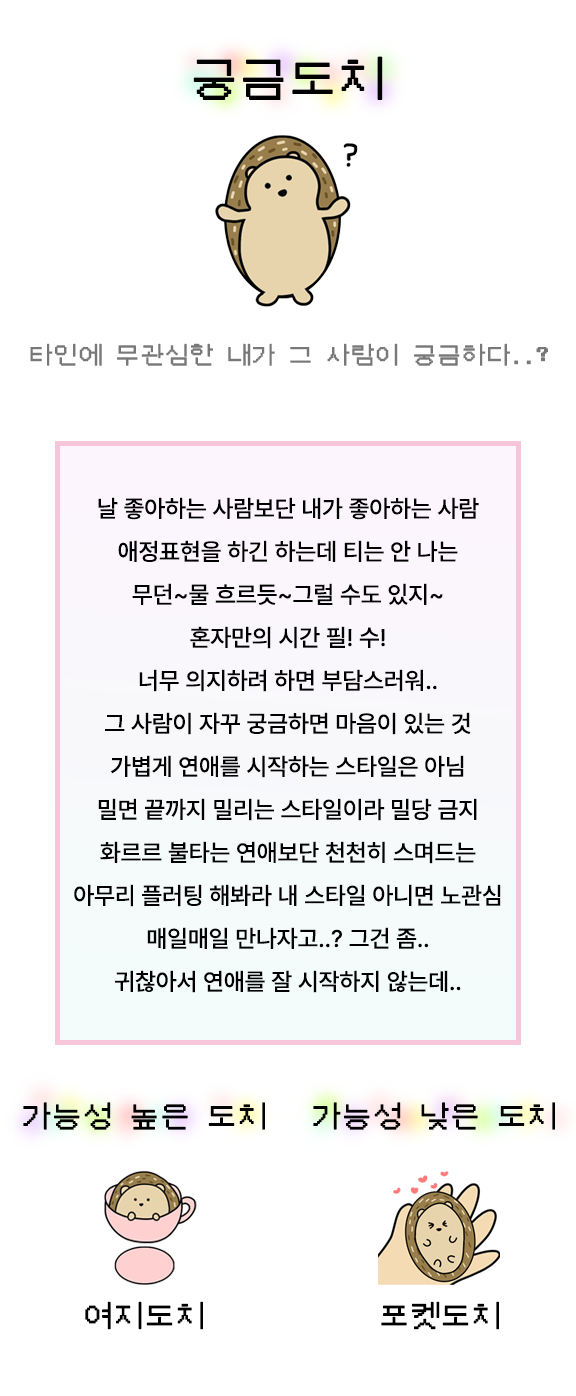 궁금도치
?
타인에 무관심한 내가 그 사람이 궁금하다..?
날 좋아하는 사람보단 내가 좋아하는 사람
애정표현을 하긴 하는데 티는 안 나는
무던~물 흐르듯~그럴 수도 있지~
혼자만의 시간 필! 수!
너무 의지하려 하면 부담스러워..
그 사람이 자꾸 궁금하면 마음이 있는 것
가볍게 연애를 시작하는 스타일은 아님
밀면 끝까지 밀리는 스타일이라 밀당 금지
화르르 불타는 연애보단 천천히 스며드는
아무리 플러팅 해봐라 내 스타일 아니면 노관심
매일매일 만나자고..? 그건 좀..
귀찮아서 연애를 잘 시작하지 않는데..
가능성 높은 도치
가능성 낮은 도치
여지도치
포켓도치